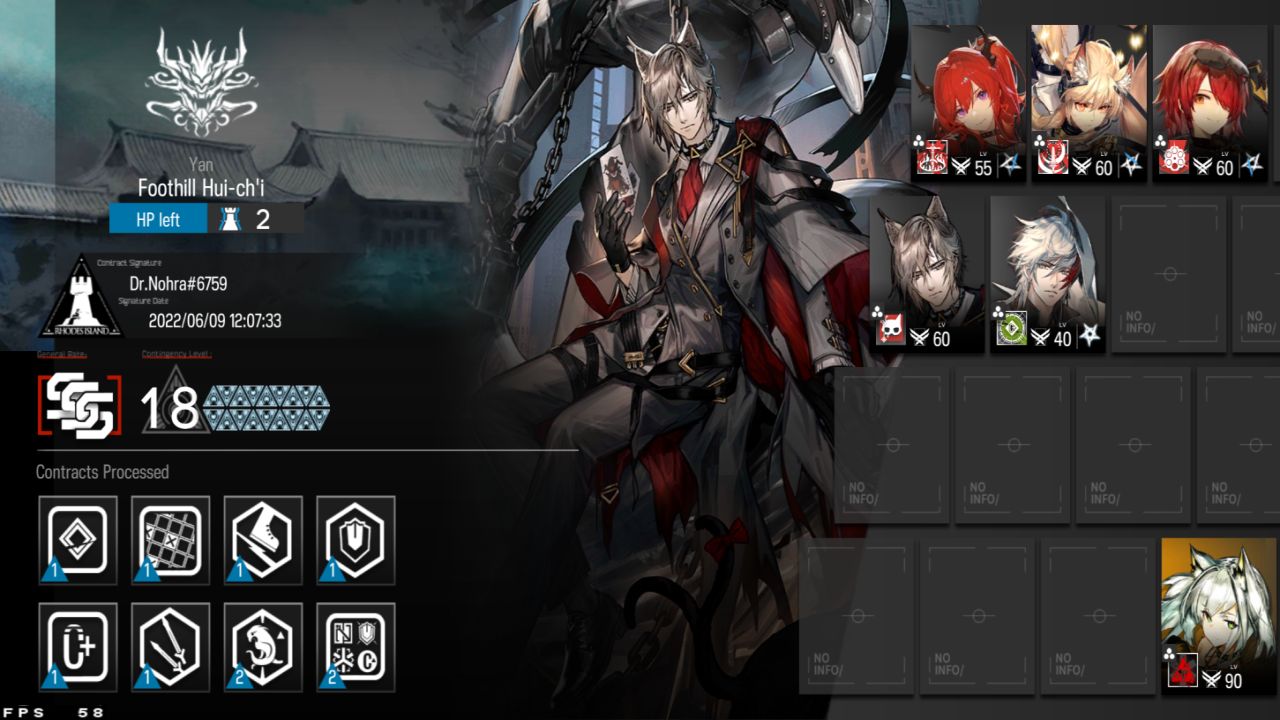 Yan
Foothill Hui-ch'i
HP left 2
Contract Signature
Dr.Nohra#6759
Signature Date
2022/06/09 12:07:33
RHODES ISLAND
General Rate:
Contingency Level:
18
Contracts Processed
1 1 1 1
1 1 2 2
FPS 58
LV 55
LV 60
LV 60
LV 60
LV 40
NO INFO/
NO INFO/
NO INFO/
NO INFO/
NO INFO/
NO INFO/
NO INFO/
NO INFO/
NO INFO/
LV 90